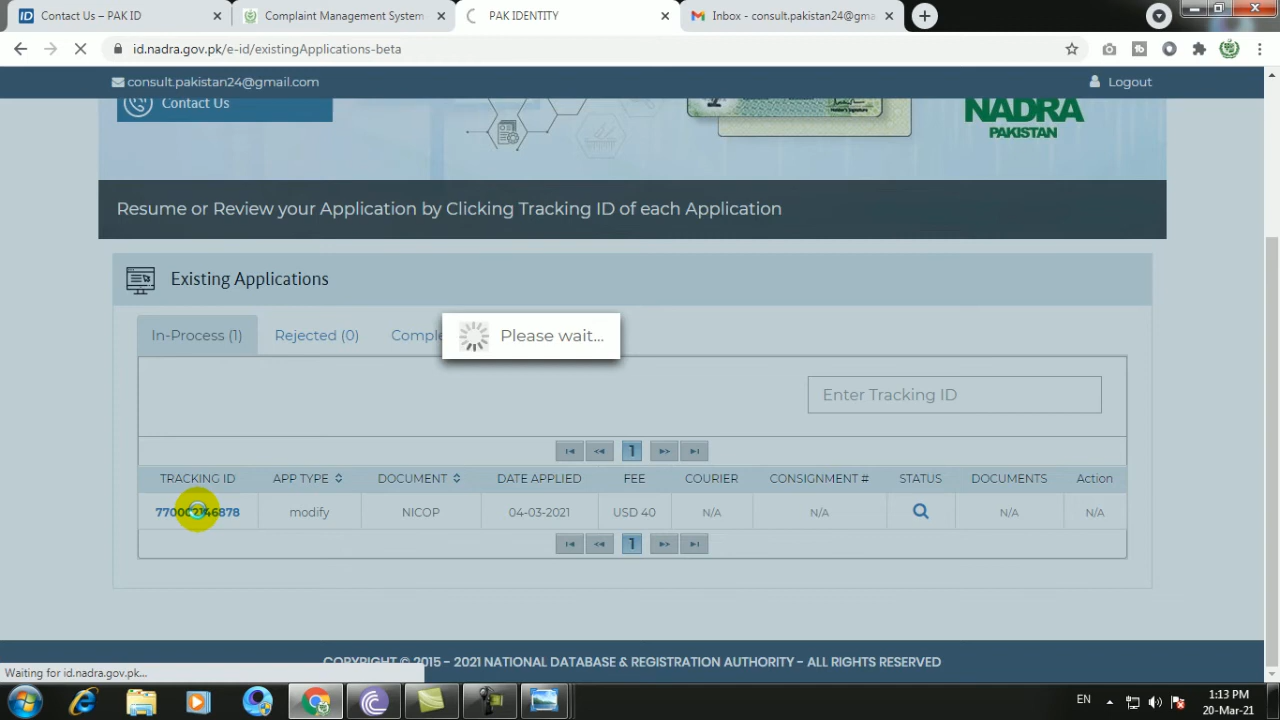 Contact Us – PAK ID
Complaint Management System
PAK IDENTITY
Inbox - consult.pakistan24@gma
id.nadra.gov.pk/e-id/existingApplications-beta
consult.pakistan24@gmail.com
Logout
Contact Us
NADRA
PAKISTAN
Resume or Review your Application by Clicking Tracking ID of each Application
Existing Applications
In-Process (1) Rejected (0) Comple
Please wait...
Enter Tracking ID
1
TRACKING ID APP TYPE DOCUMENT DATE APPLIED FEE COURIER CONSIGNMENT # STATUS DOCUMENTS Action
770002146878 modify NICOP 04-03-2021 USD 40 N/A N/A N/A N/A
1
COPYRIGHT © 2015 - 2021 NATIONAL DATABASE & REGISTRATION AUTHORITY - ALL RIGHTS RESERVED
Waiting for id.nadra.gov.pk...
EN
1:13 PM
20-Mar-21